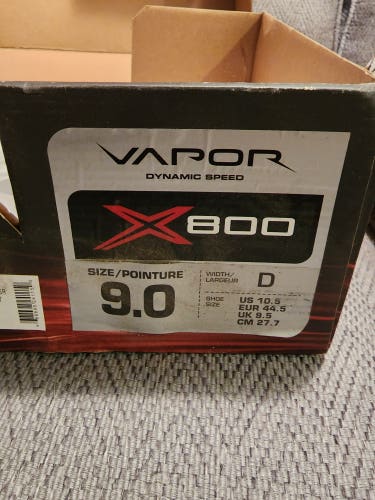 VAPOR
DYNAMIC SPEED
X800
SIZE/POINTURE
9.0
WIDTH/
LARGEUR
D
SHOE
SIZE
US 10.5
EUR 44.5
UK 9.5
CM 27.7